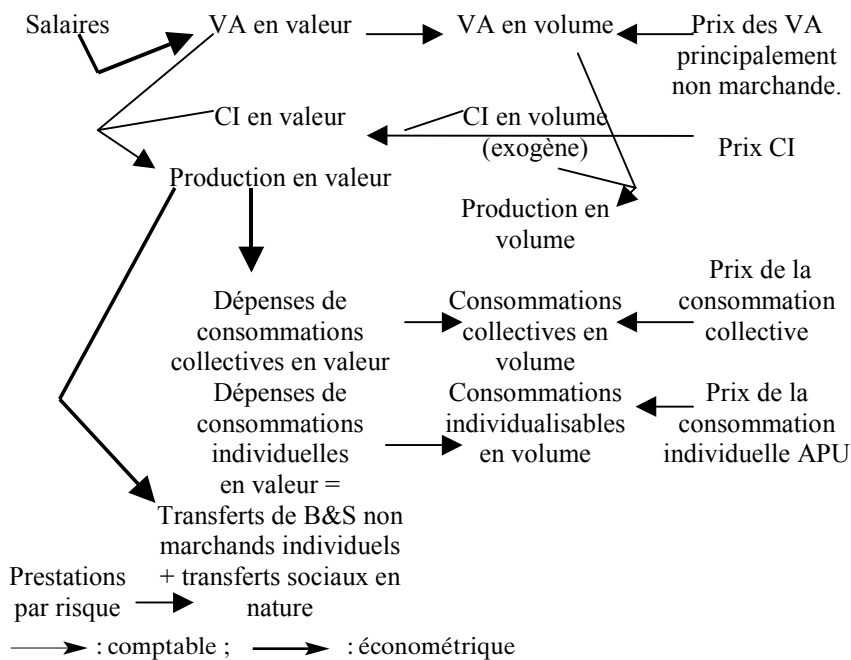 Salaires
VA en valeur
VA en volume
Prix des VA
principalement
non marchande.
CI en valeur
CI en volume
(exogène)
Prix CI
Production en valeur
Production en
volume
Dépenses de
consommations
collectives en valeur
Consommations
collectives en
volume
Prix de la
consommation
collective
Dépenses de
consommations
individuelles
en valeur =
Transferts de B&S non
marchands individuels
+ transferts sociaux en
nature
Consommations
individualisables
en volume
Prix de la
consommation
individuelle APU
Prestations
par risque
: comptable ; : économétrique